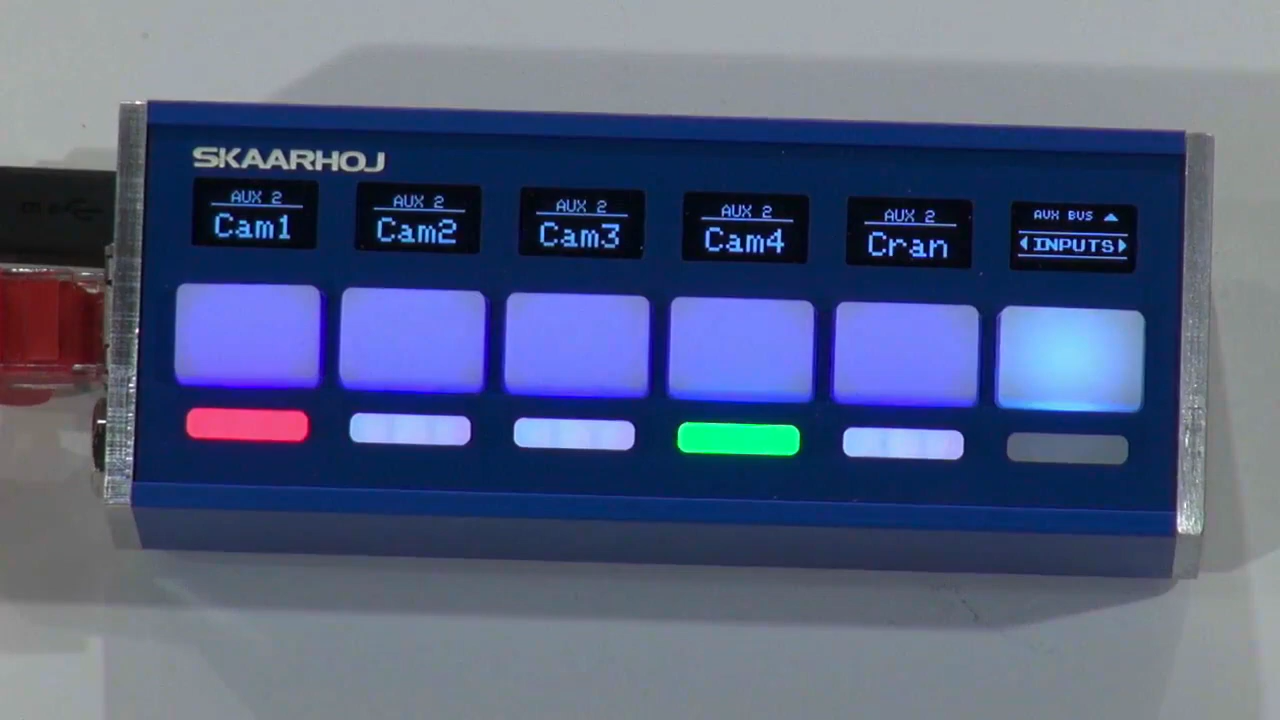 SKAARHOJ
AUX 2
Cam1
AUX 2
Cam2
AUX 2
Cam3
AUX 2
Cam4
AUX 2
Cran
AUX BUS
INPUTS